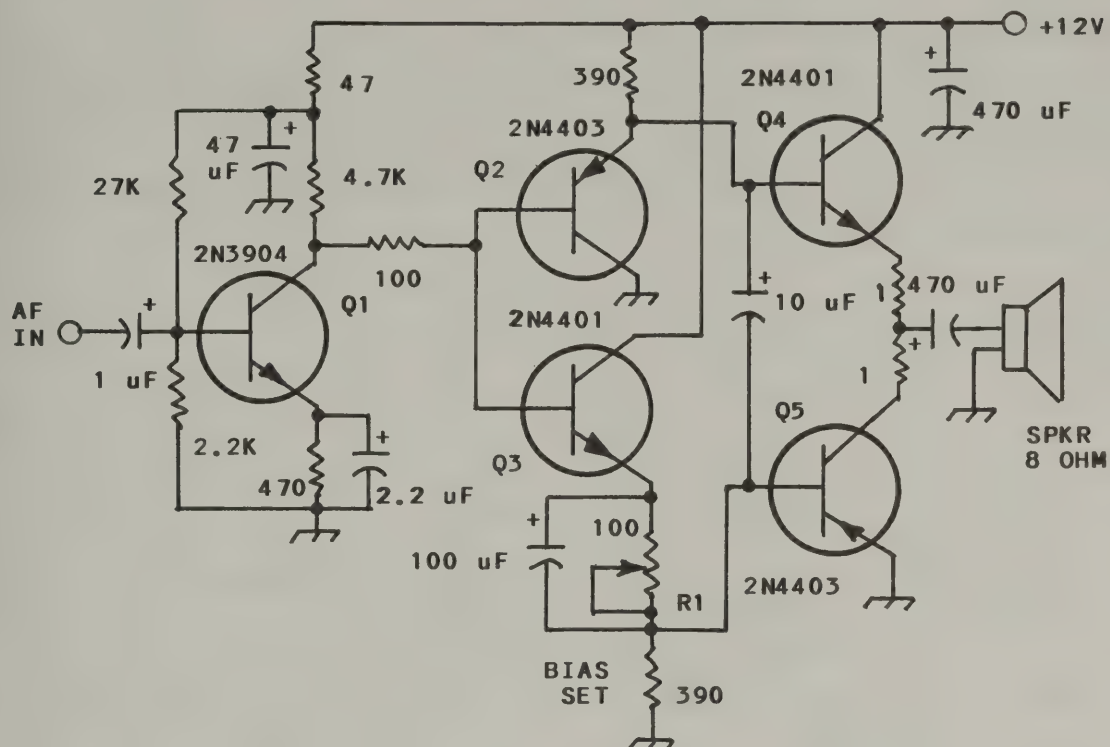 +12V
47
390
2N4401
+
470 uF
2N4403
Q4
47
uF
+
27K
4.7K
Q2
2N3904
100
Q1
AF
IN
+
1 uF
2N4401
+
10 uF
1
470 uF
+
1
2.2K
470
+
2.2 uF
Q3
Q5
SPKR
8 OHM
+
100 uF
100
R1
2N4403
BIAS
SET
390